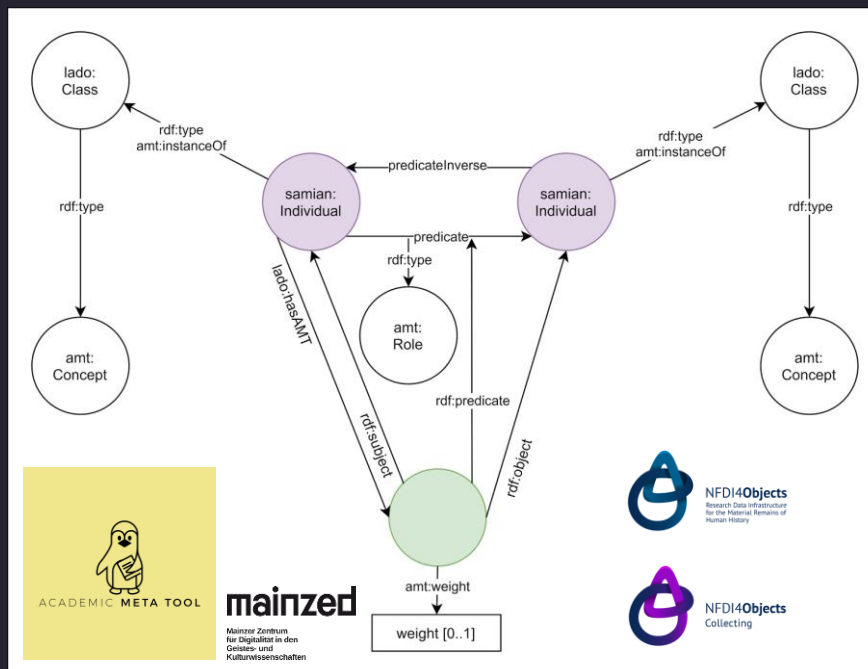 lado:
Class
lado:
Class
rdf:type
amt:instanceOf
rdf:type
amt:instanceOf
predicateInverse
samian:
Individual
samian:
Individual
rdf:type
rdf:type
predicate
rdf:type
lado:hasAMT
amt:
Role
amt:
Concept
amt:
Concept
rdf:predicate
rdf:subject
rdf:object
amt:weight
weight [0..1]
ACADEMIC META TOOL
mainzed
Mainzer Zentrum
für Digitalität in den
Geistes- und
Kulturwissenschaften
NFDI4Objects
Research Data Infrastructure
for the Material Remains of
Human History
NFDI4Objects
Collecting